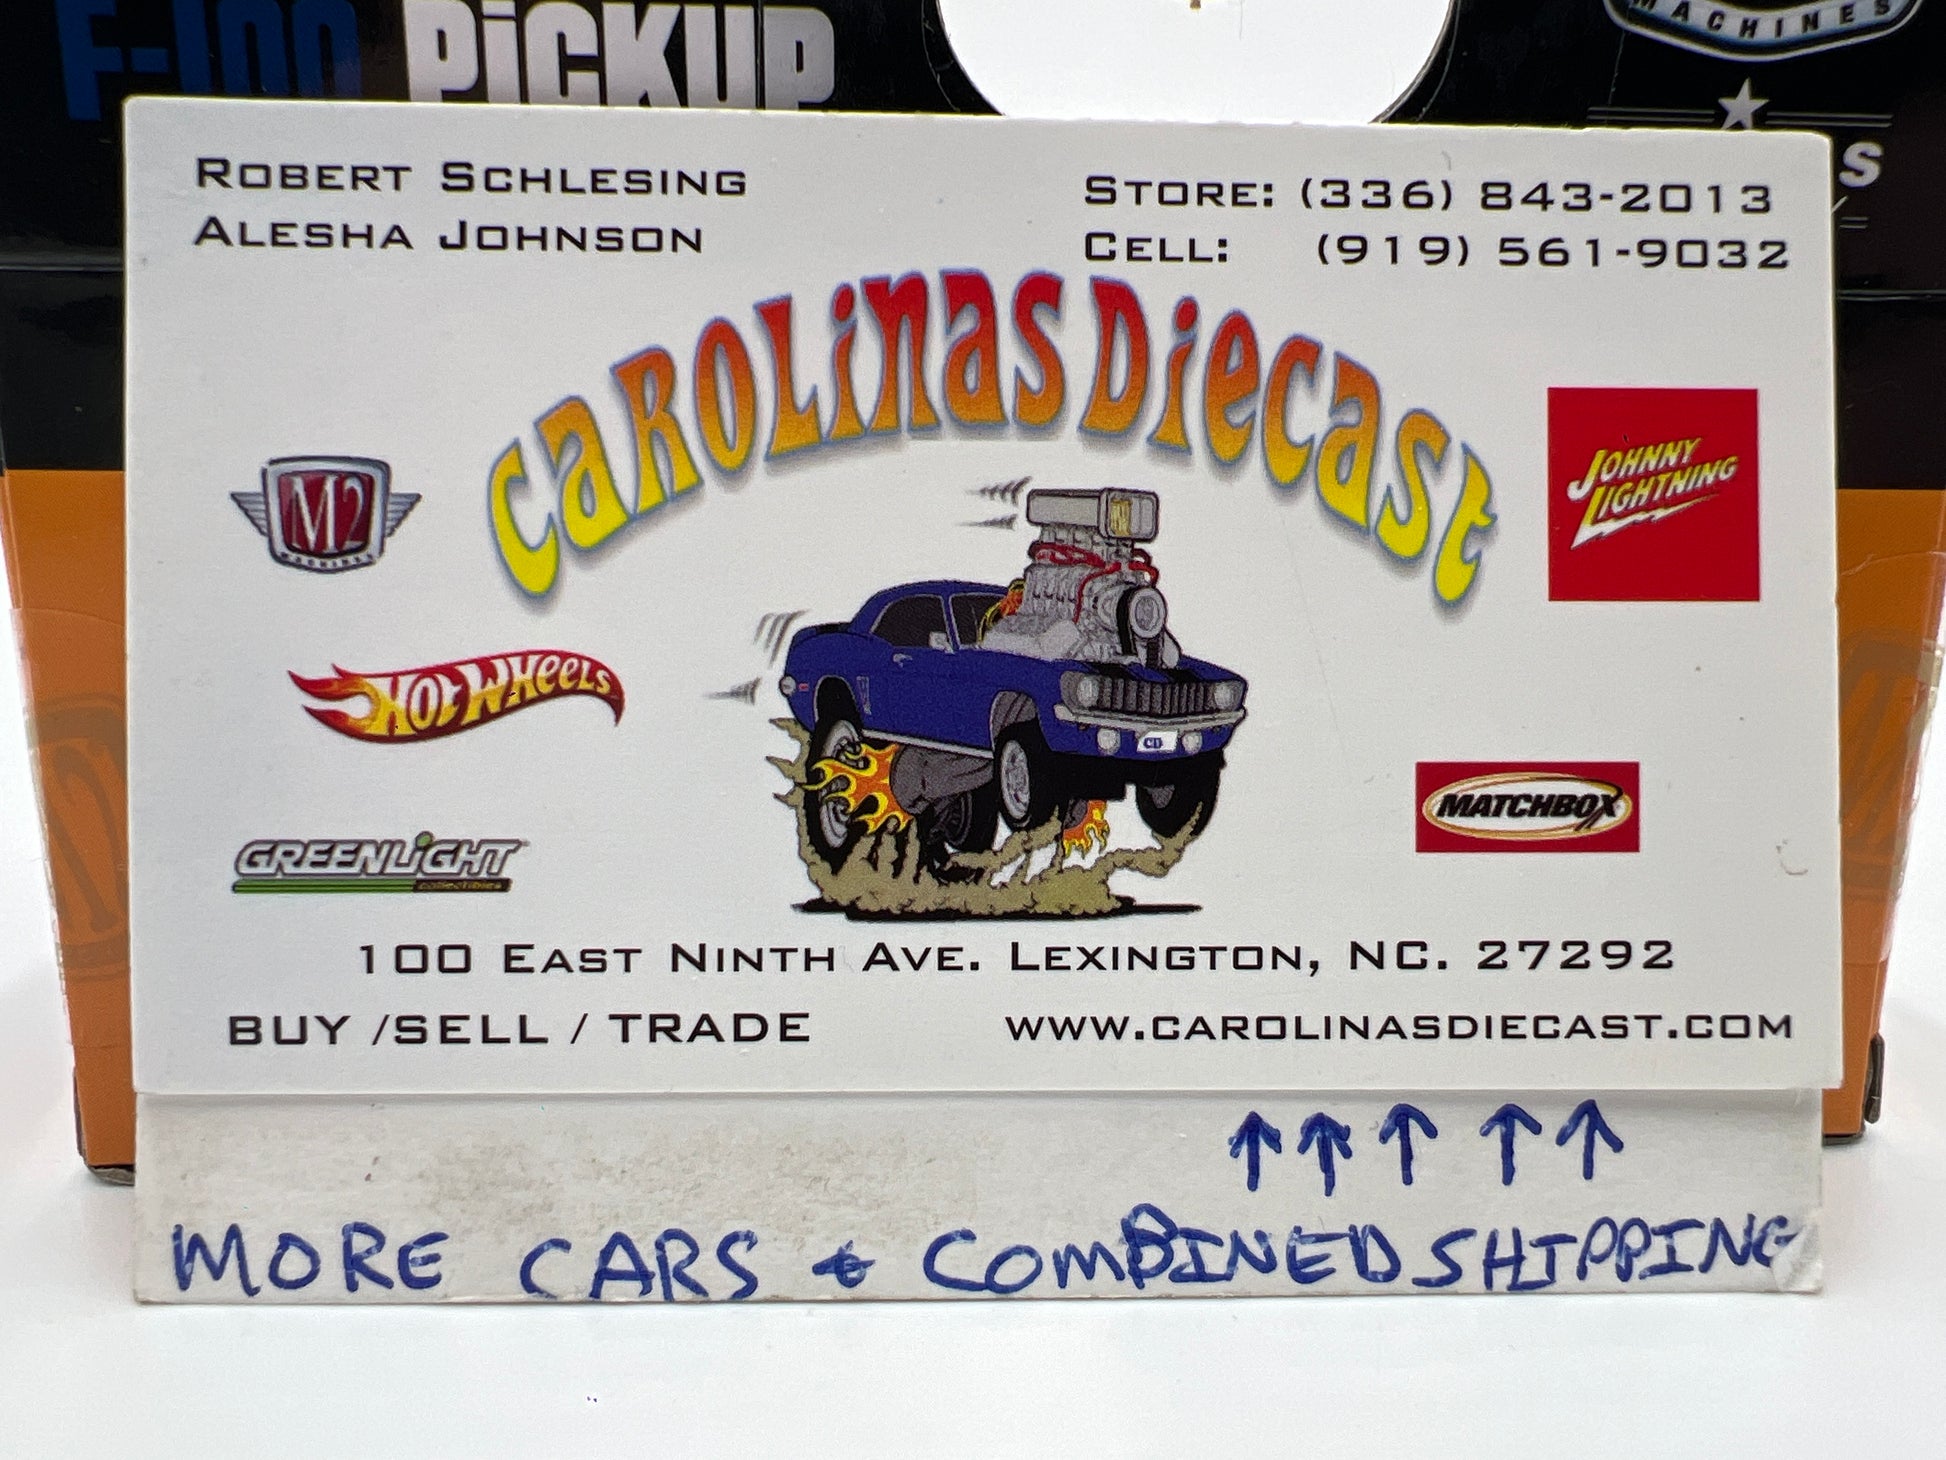 F-100 PiCKUP
MACHINES
S
ROBERT SCHLESING
ALESHA JOHNSON
STORE: (336) 843-2013
CELL: (919) 561-9032
CAROLiNAS DiECAST
M2
MACHINES
JOHNNY
LIGHTNING
HOT WHEELS
MATCHBOX
GREENLiGHT
collectibles
100 EAST NINTH AVE. LEXINGTON, NC. 27292
BUY /SELL / TRADE
WWW.CAROLINASDIECAST.COM
↑↑↑ ↑↑
MORE CARS & COMBINED SHIPPING